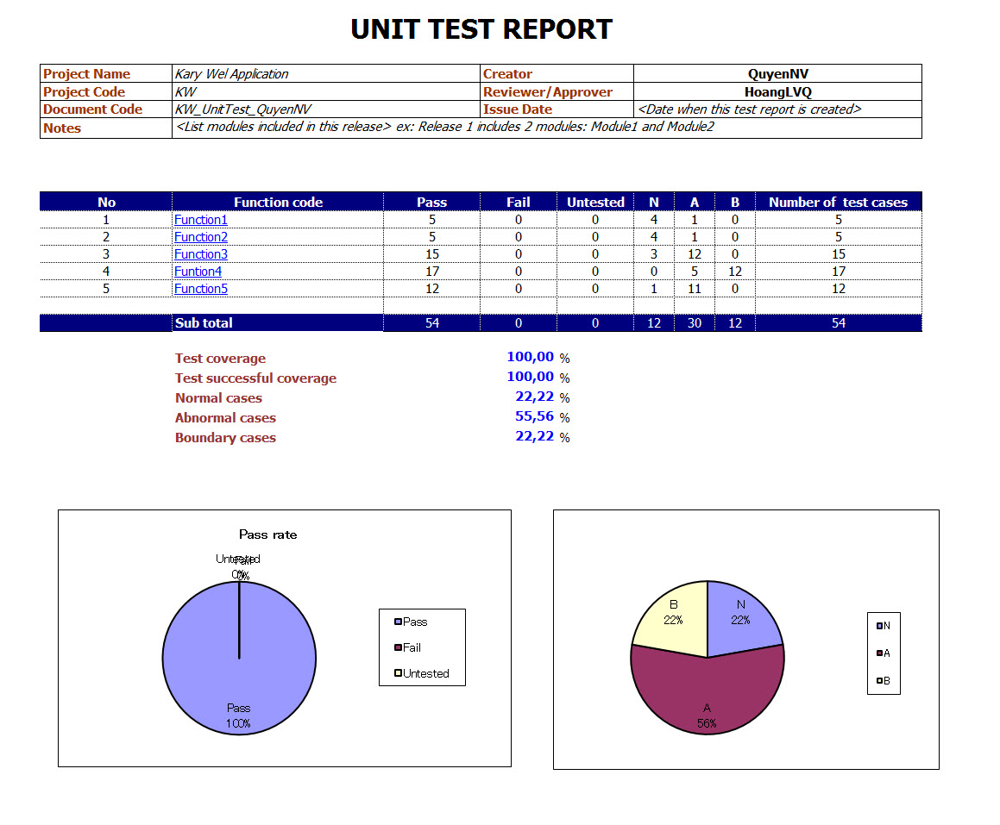 UNIT TEST REPORT
Project Name Kary Wel Application Creator QuyenNV
Project Code KW Reviewer/Approver HoangLVQ
Document Code KW_UnitTest_QuyenNV Issue Date <Date when this test report is created>
Notes <List modules included in this release> ex: Release 1 includes 2 modules: Module1 and Module2
No Function code Pass Fail Untested N A B Number of test cases
1 Function1 5 0 0 4 1 0 5
2 Function2 5 0 0 4 1 0 5
3 Function3 15 0 0 3 12 0 15
4 Funtion4 17 0 0 0 5 12 17
5 Function5 12 0 0 1 11 0 12
Sub total 54 0 0 12 30 12 54
Test coverage 100,00 %
Test successful coverage 100,00 %
Normal cases 22,22 %
Abnormal cases 55,56 %
Boundary cases 22,22 %
Pass rate
Untested Fail
0% 0%
Pass
100%
Pass
Fail
Untested
B
22%
N
22%
A
56%
N
A
B